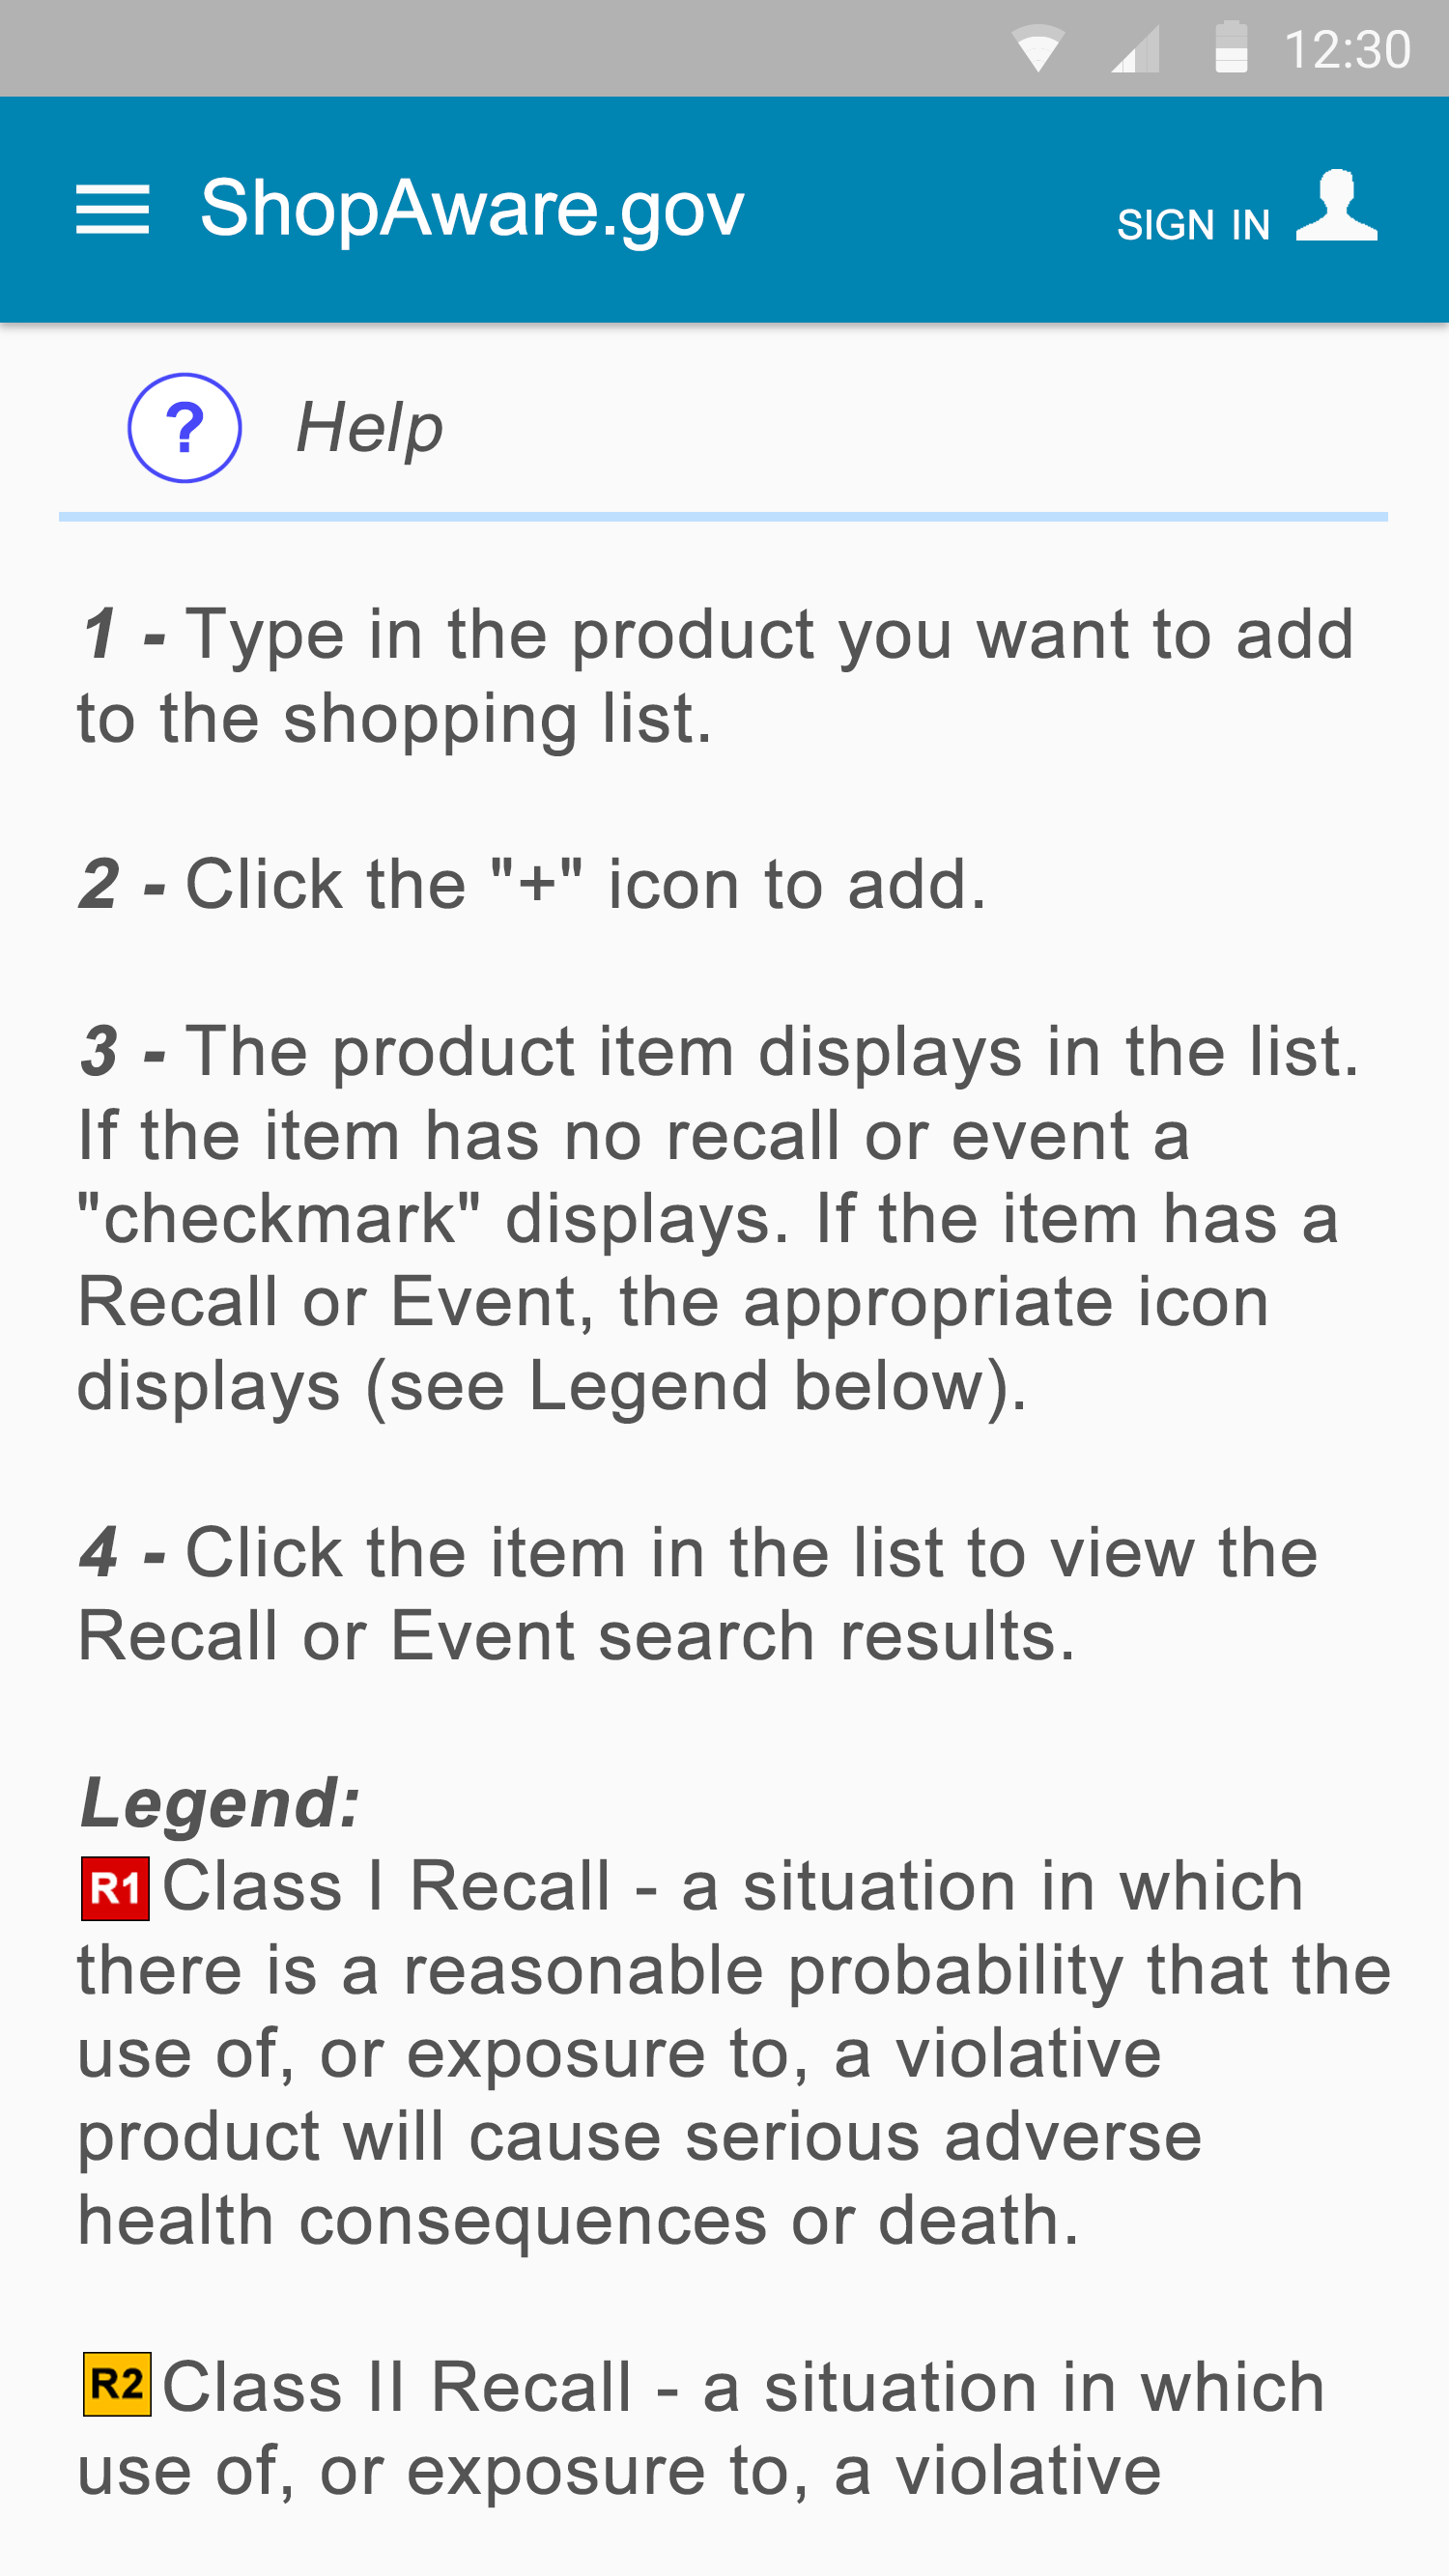 12:30
ShopAware.gov
SIGN IN
? Help
1 - Type in the product you want to add
to the shopping list.
2 - Click the "+" icon to add.
3 - The product item displays in the list.
If the item has no recall or event a
"checkmark" displays. If the item has a
Recall or Event, the appropriate icon
displays (see Legend below).
4 - Click the item in the list to view the
Recall or Event search results.
Legend:
R1 Class I Recall - a situation in which
there is a reasonable probability that the
use of, or exposure to, a violative
product will cause serious adverse
health consequences or death.
R2 Class II Recall - a situation in which
use of, or exposure to, a violative